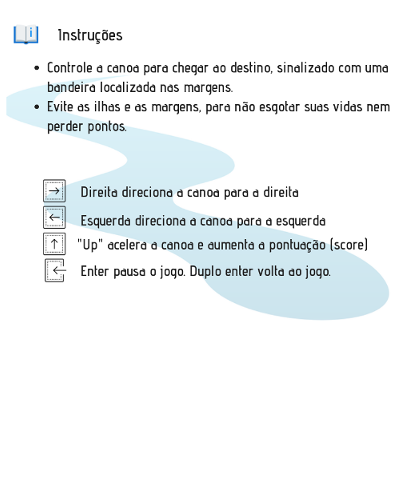 Instruções
• Controle a canoa para chegar ao destino, sinalizado com uma
bandeira localizada nas margens.
• Evite as ilhas e as margens, para não esgotar suas vidas nem
perder pontos.
→ Direita direciona a canoa para a direita
← Esquerda direciona a canoa para a esquerda
↑ "Up" acelera a canoa e aumenta a pontuação (score)
← Enter pausa o jogo. Duplo enter volta ao jogo.